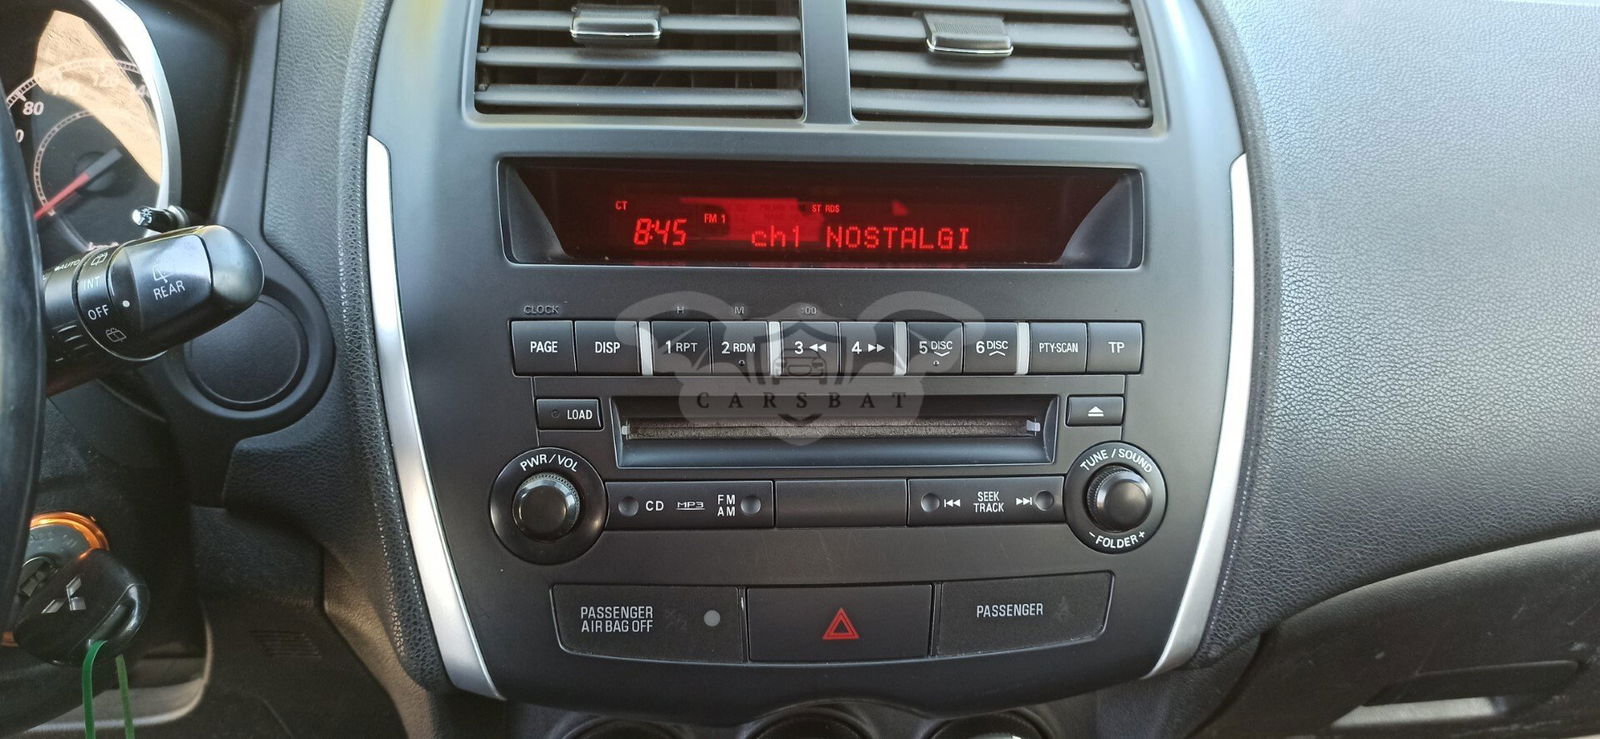 80
100
120
CT
8:45
FM 1
ST RDS
ch1 NOSTALGI
CLOCK
H
M
:00
PAGE
DISP
1 RPT
2 RDM
3
4
5 DISC
6 DISC
PTY·SCAN
TP
CARSBAT
LOAD
PWR/VOL
TUNE / SOUND
CD
MP3
FM
AM
SEEK
TRACK
-FOLDER+
PASSENGER
AIR BAG OFF
PASSENGER
AUTO
INT
OFF
REAR